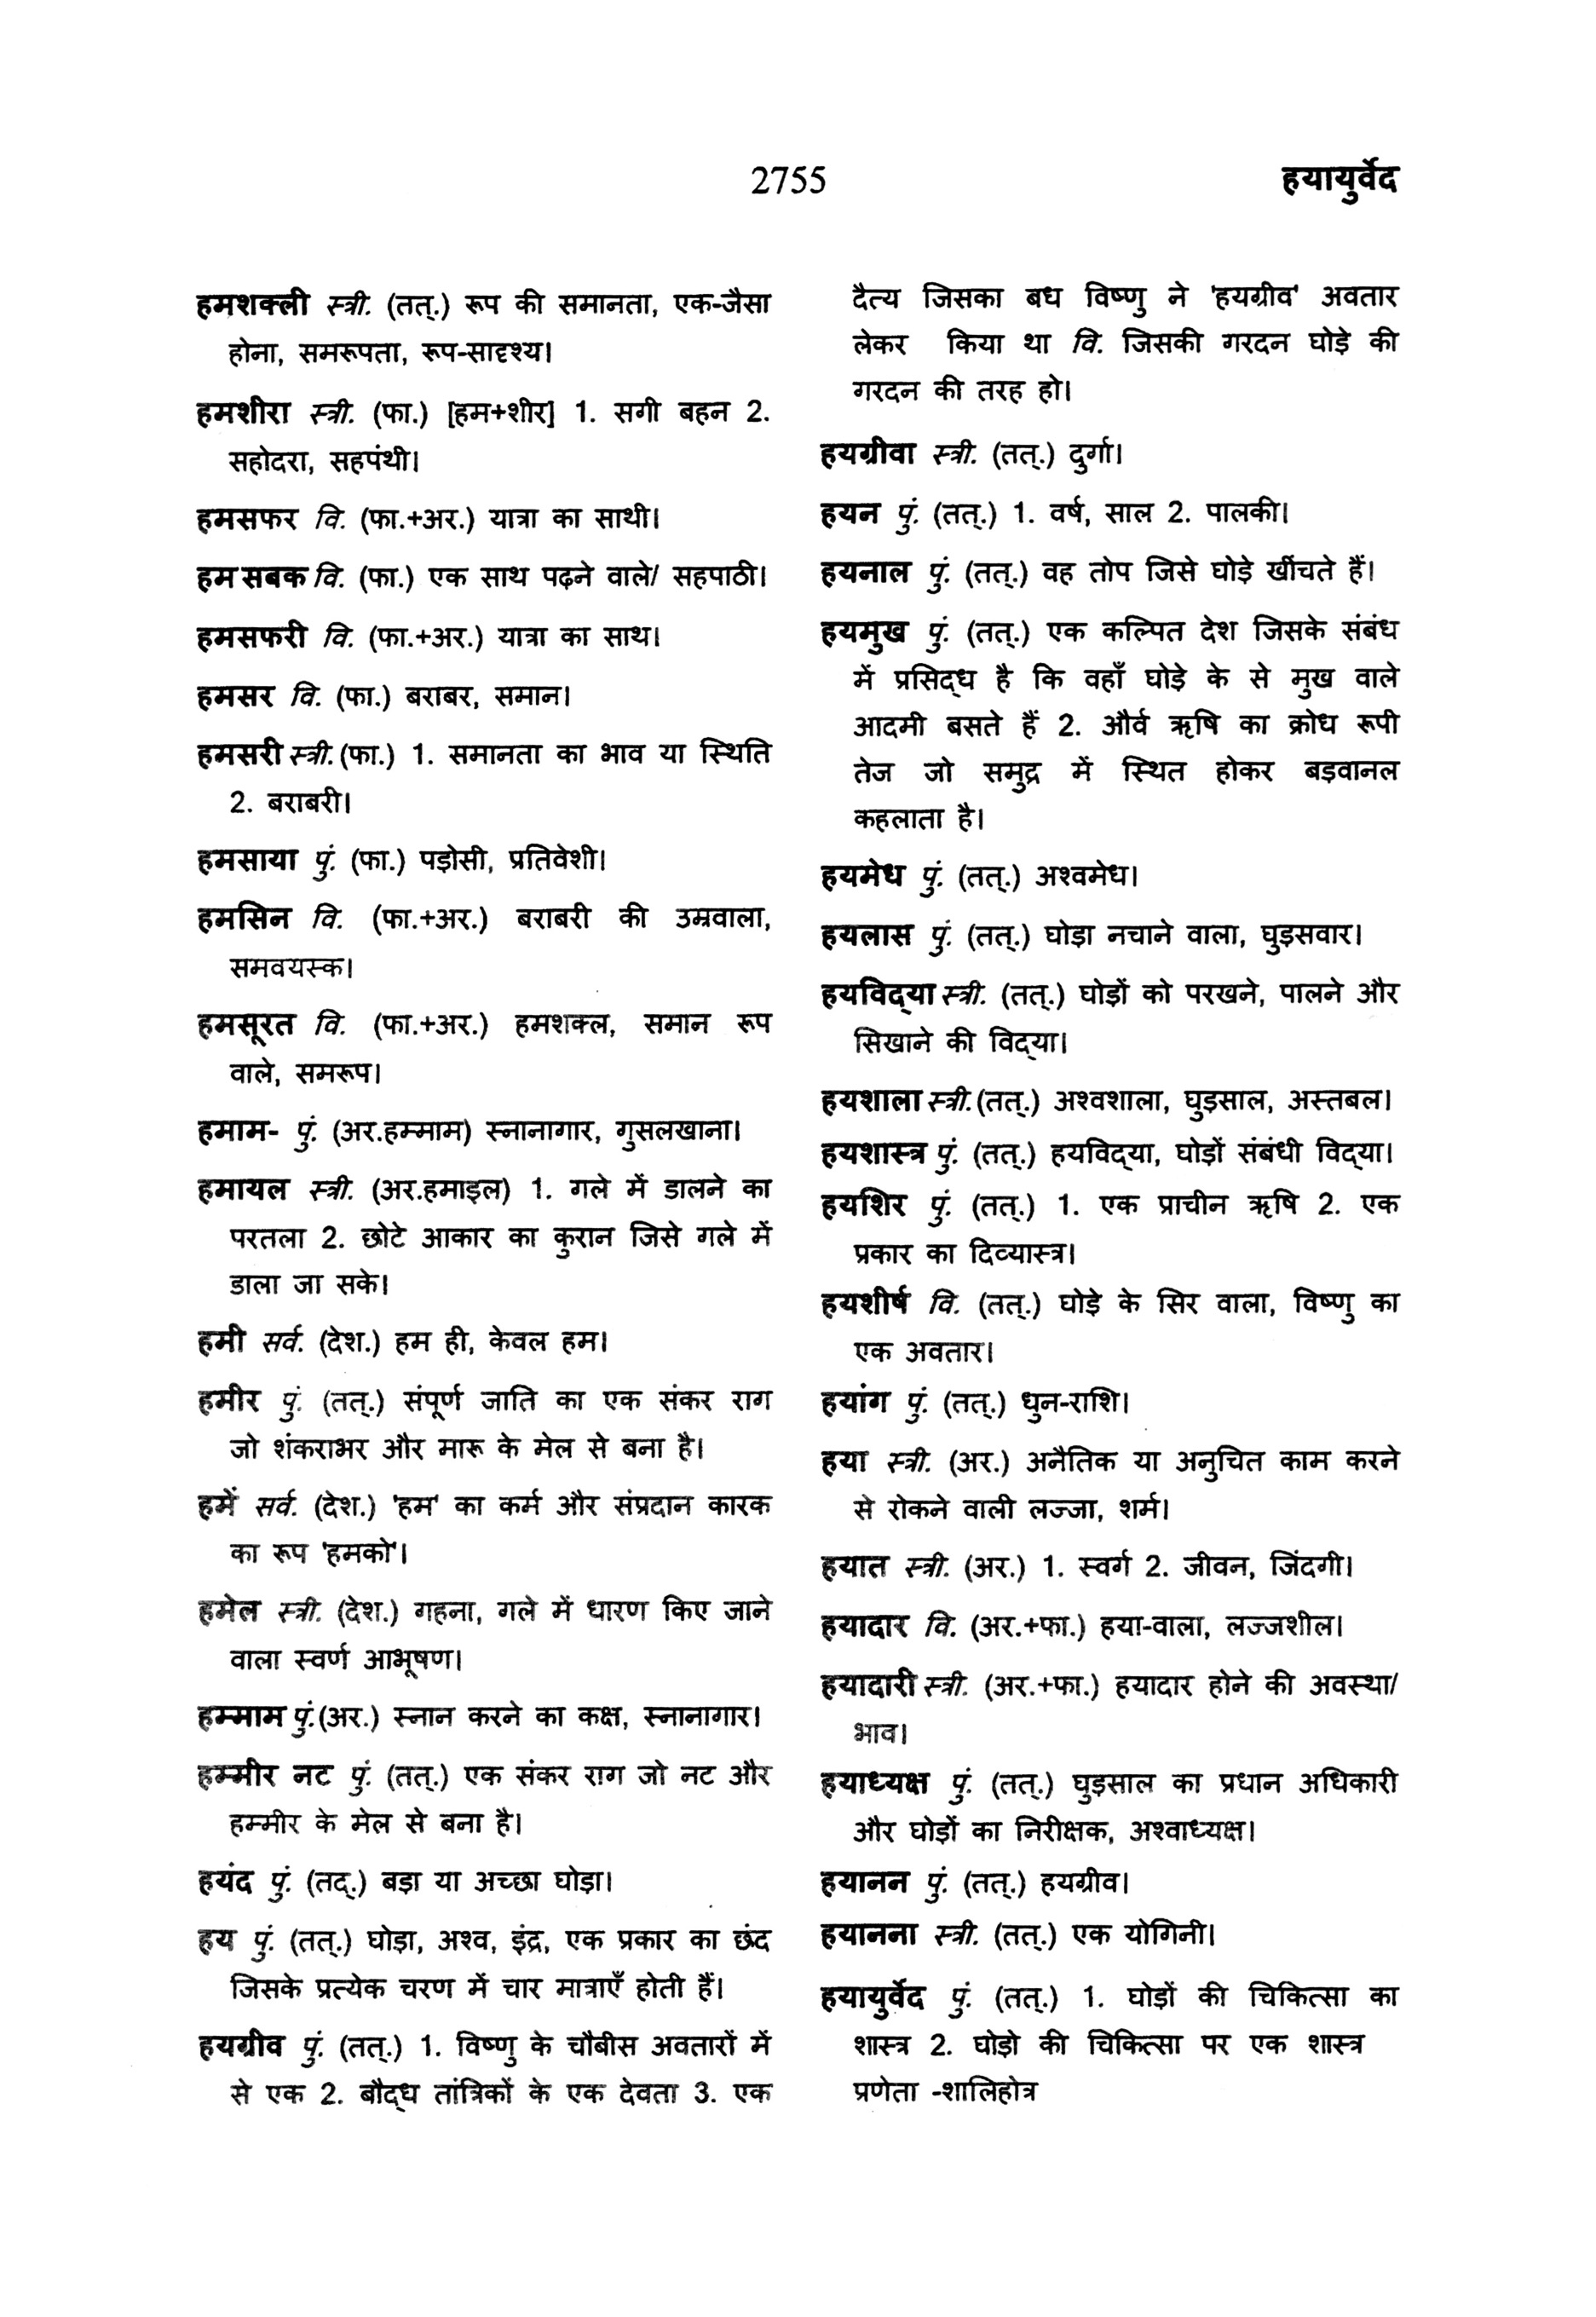 2755
हयायुर्वेद
हमशक्ली स्त्री. (तत्.) रूप की समानता, एक-जैसा
होना, समरूपता, रूप-सादृश्य।
हमशीरा स्त्री. (फा.) [हम+शीर] 1. सगी बहन 2.
सहोदरा, सहपंथी।
हमसफर वि. (फा.+अर.) यात्रा का साथी।
हम सबक वि. (फा.) एक साथ पढ़ने वाले/ सहपाठी।
हमसफरी वि. (फा.+अर.) यात्रा का साथ।
हमसर वि. (फा.) बराबर, समान।
हमसरी स्त्री. (फा.) 1. समानता का भाव या स्थिति
2. बराबरी।
हमसाया पुं. (फा.) पड़ोसी, प्रतिवेशी।
हमसिन वि. (फा.+अर.) बराबरी की उम्रवाला,
समवयस्क।
हमसूरत वि. (फा.+अर.) हमशक्ल, समान रूप
वाले, समरूप।
हमाम- पुं. (अर.हम्माम) स्नानागार, गुसलखाना।
हमायल स्त्री. (अर.हमाइल) 1. गले में डालने का
परतला 2. छोटे आकार का कुरान जिसे गले में
डाला जा सके।
हमी सर्व. (देश.) हम ही, केवल हम।
हमीर पुं. (तत्.) संपूर्ण जाति का एक संकर राग
जो शंकराभर और मारू के मेल से बना है।
हमें सर्व. (देश.) 'हम' का कर्म और संप्रदान कारक
का रूप 'हमको'।
हमेल स्त्री. (देश.) गहना, गले में धारण किए जाने
वाला स्वर्ण आभूषण।
हम्माम पुं.(अर.) स्नान करने का कक्ष, स्नानागार।
हम्मीर नट पुं. (तत्.) एक संकर राग जो नट और
हम्मीर के मेल से बना है।
हयंद पुं. (तद्.) बड़ा या अच्छा घोड़ा।
हय पुं. (तत्.) घोड़ा, अश्व, इंद्र, एक प्रकार का छंद
जिसके प्रत्येक चरण में चार मात्राएँ होती हैं।
हयग्रीव पुं. (तत्.) 1. विष्णु के चौबीस अवतारों में
से एक 2. बौद्ध तांत्रिकों के एक देवता 3. एक
दैत्य जिसका बध विष्णु ने 'हयग्रीव' अवतार
लेकर किया था वि. जिसकी गरदन घोड़े की
गरदन की तरह हो।
हयग्रीवा स्त्री. (तत्.) दुर्गा।
हयन पुं. (तत्.) 1. वर्ष, साल 2. पालकी।
हयनाल पुं. (तत्.) वह तोप जिसे घोड़े खींचते हैं।
हयमुख पुं. (तत्.) एक कल्पित देश जिसके संबंध
में प्रसिद्ध है कि वहाँ घोड़े के से मुख वाले
आदमी बसते हैं 2. और्व ऋषि का क्रोध रूपी
तेज जो समुद्र में स्थित होकर बड़वानल
कहलाता है।
हयमेध पुं. (तत्.) अश्वमेध।
हयलास पुं. (तत्.) घोड़ा नचाने वाला, घुड़सवार।
हयविद्या स्त्री. (तत्.) घोड़ों को परखने, पालने और
सिखाने की विद्या।
हयशाला स्त्री. (तत्.) अश्वशाला, घुड़साल, अस्तबल।
हयशास्त्र पुं. (तत्.) हयविद्या, घोड़ों संबंधी विद्या।
हयशिर पुं. (तत्.) 1. एक प्राचीन ऋषि 2. एक
प्रकार का दिव्यास्त्र।
हयशीर्ष वि. (तत्.) घोड़े के सिर वाला, विष्णु का
एक अवतार।
हयांग पुं. (तत्.) धुन-राशि।
हया स्त्री. (अर.) अनैतिक या अनुचित काम करने
से रोकने वाली लज्जा, शर्म।
हयात स्त्री. (अर.) 1. स्वर्ग 2. जीवन, जिंदगी।
हयादार वि. (अर.+फा.) हया-वाला, लज्जशील।
हयादारी स्त्री. (अर.+फा.) हयादार होने की अवस्था/
भाव।
हयाध्यक्ष पुं. (तत्.) घुड़साल का प्रधान अधिकारी
और घोड़ों का निरीक्षक, अश्वाध्यक्ष।
हयानन पुं. (तत्.) हयग्रीव।
हयानना स्त्री. (तत्.) एक योगिनी।
हयायुर्वेद पुं. (तत्.) 1. घोड़ों की चिकित्सा का
शास्त्र 2. घोड़ो की चिकित्सा पर एक शास्त्र
प्रणेता -शालिहोत्र